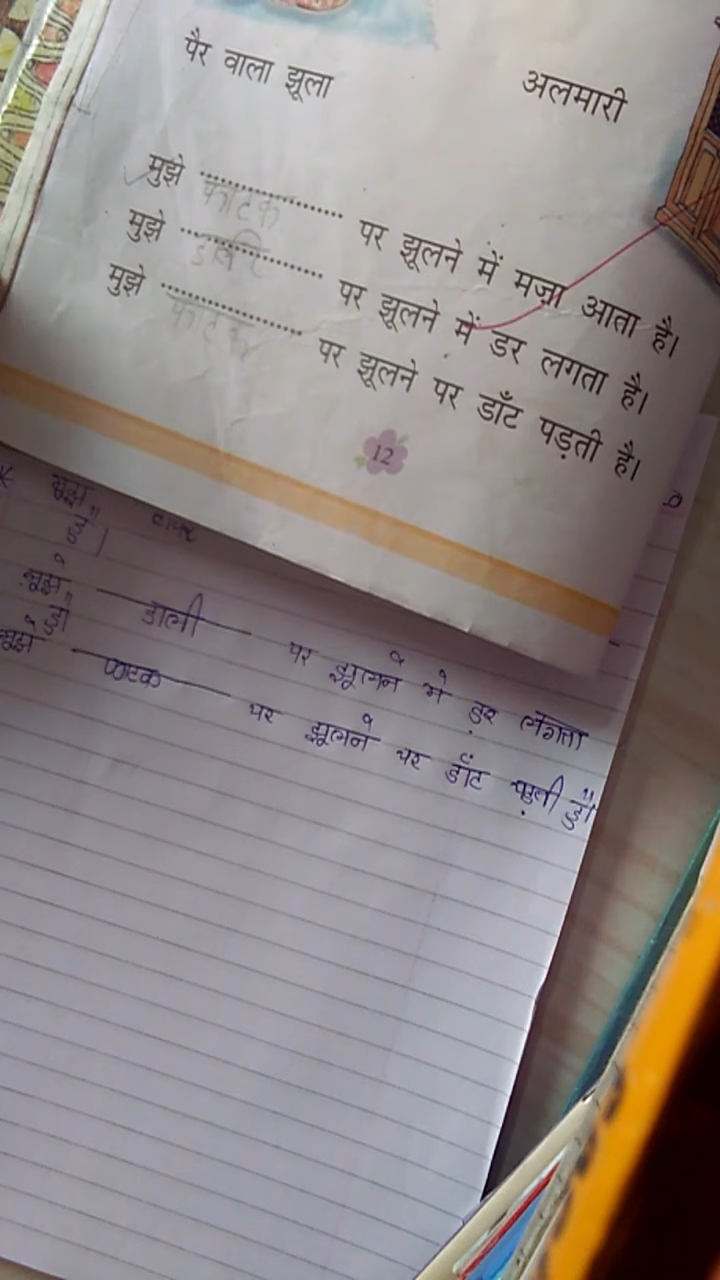 पैर वाला झूला
अलमारी
मुझे फाटक पर झूलने में मज़ा आता है।
मुझे पर झूलने में डर लगता है।
मुझे फाटक पर झूलने पर डाँट पड़ती है।
12
मुझे डाली पर झूलने मे डर लगता
है
मुझे फाटक पर झूलने पर डाँट पड़ती है